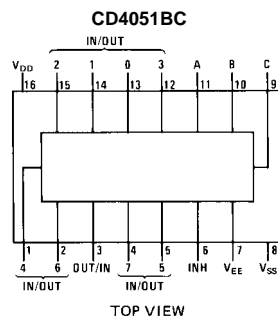 CD4051BC
IN/OUT
VDD 2 1 0 3 A B C
16 15 14 13 12 11 10 9
1 2 3 4 5 6 7 8
4 6 OUT/IN 7 5 INH VEE VSS
IN/OUT IN/OUT
TOP VIEW